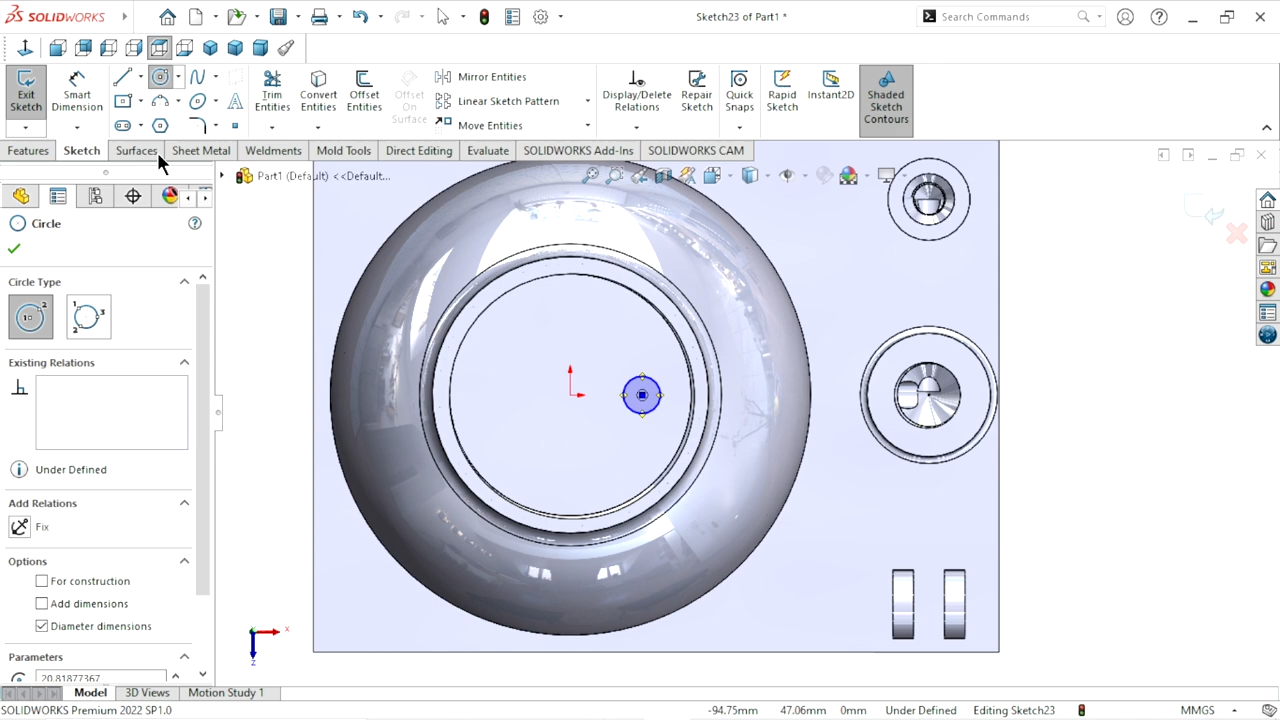 SOLIDWORKS
Sketch23 of Part1 *
Search Commands
Exit Sketch
Smart Dimension
Trim Entities
Convert Entities
Offset Entities
Offset On Surface
Mirror Entities
Linear Sketch Pattern
Move Entities
Display/Delete Relations
Repair Sketch
Quick Snaps
Rapid Sketch
Instant2D
Shaded Sketch Contours
Features Sketch Surfaces Sheet Metal Weldments Mold Tools Direct Editing Evaluate SOLIDWORKS Add-Ins SOLIDWORKS CAM
Part1 (Default) <<Default...
Circle
Circle Type
Existing Relations
Under Defined
Add Relations
Fix
Options
For construction
Add dimensions
Diameter dimensions
Parameters
20.81877367
x
Z
Model 3D Views Motion Study 1
SOLIDWORKS Premium 2022 SP1.0
-94.75mm 47.06mm 0mm Under Defined Editing Sketch23 MMGS